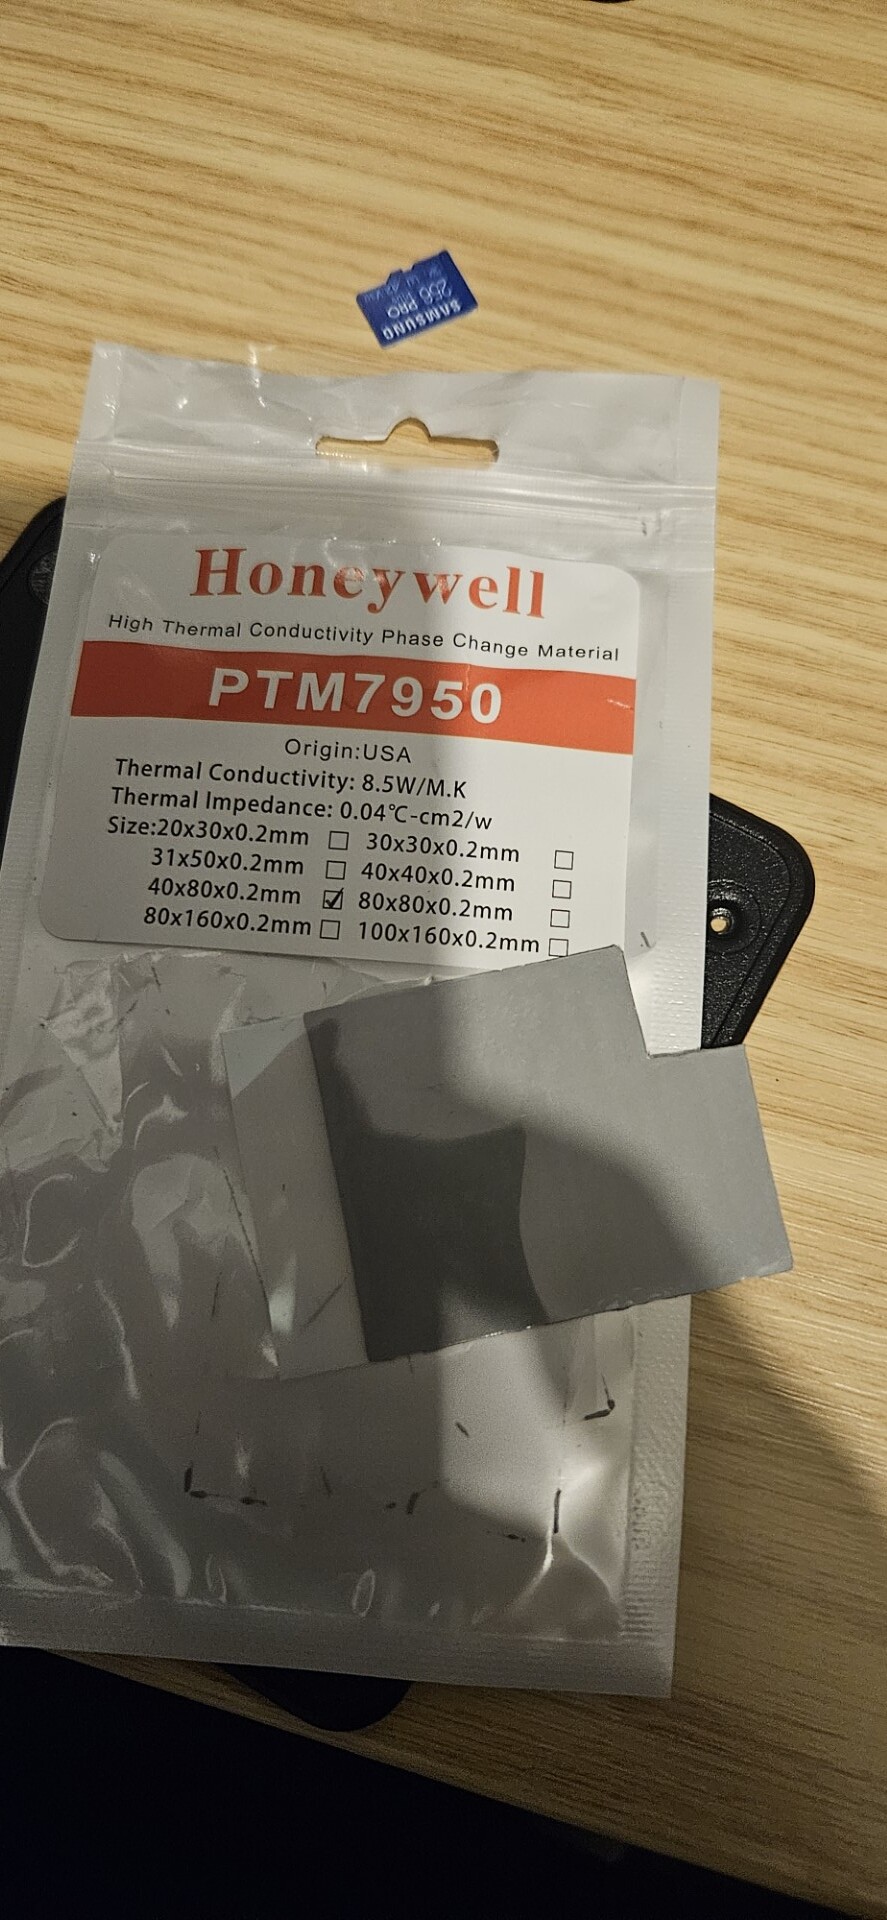 SAMSUNG
PRO
256
Honeywell
High Thermal Conductivity Phase Change Material
PTM7950
Origin:USA
Thermal Conductivity: 8.5W/M.K
Thermal Impedance: 0.04℃-cm2/w
Size:20x30x0.2mm ☐ 30x30x0.2mm ☐
31x50x0.2mm ☐ 40x40x0.2mm ☐
40x80x0.2mm ☑ 80x80x0.2mm ☐
80x160x0.2mm ☐ 100x160x0.2mm ☐